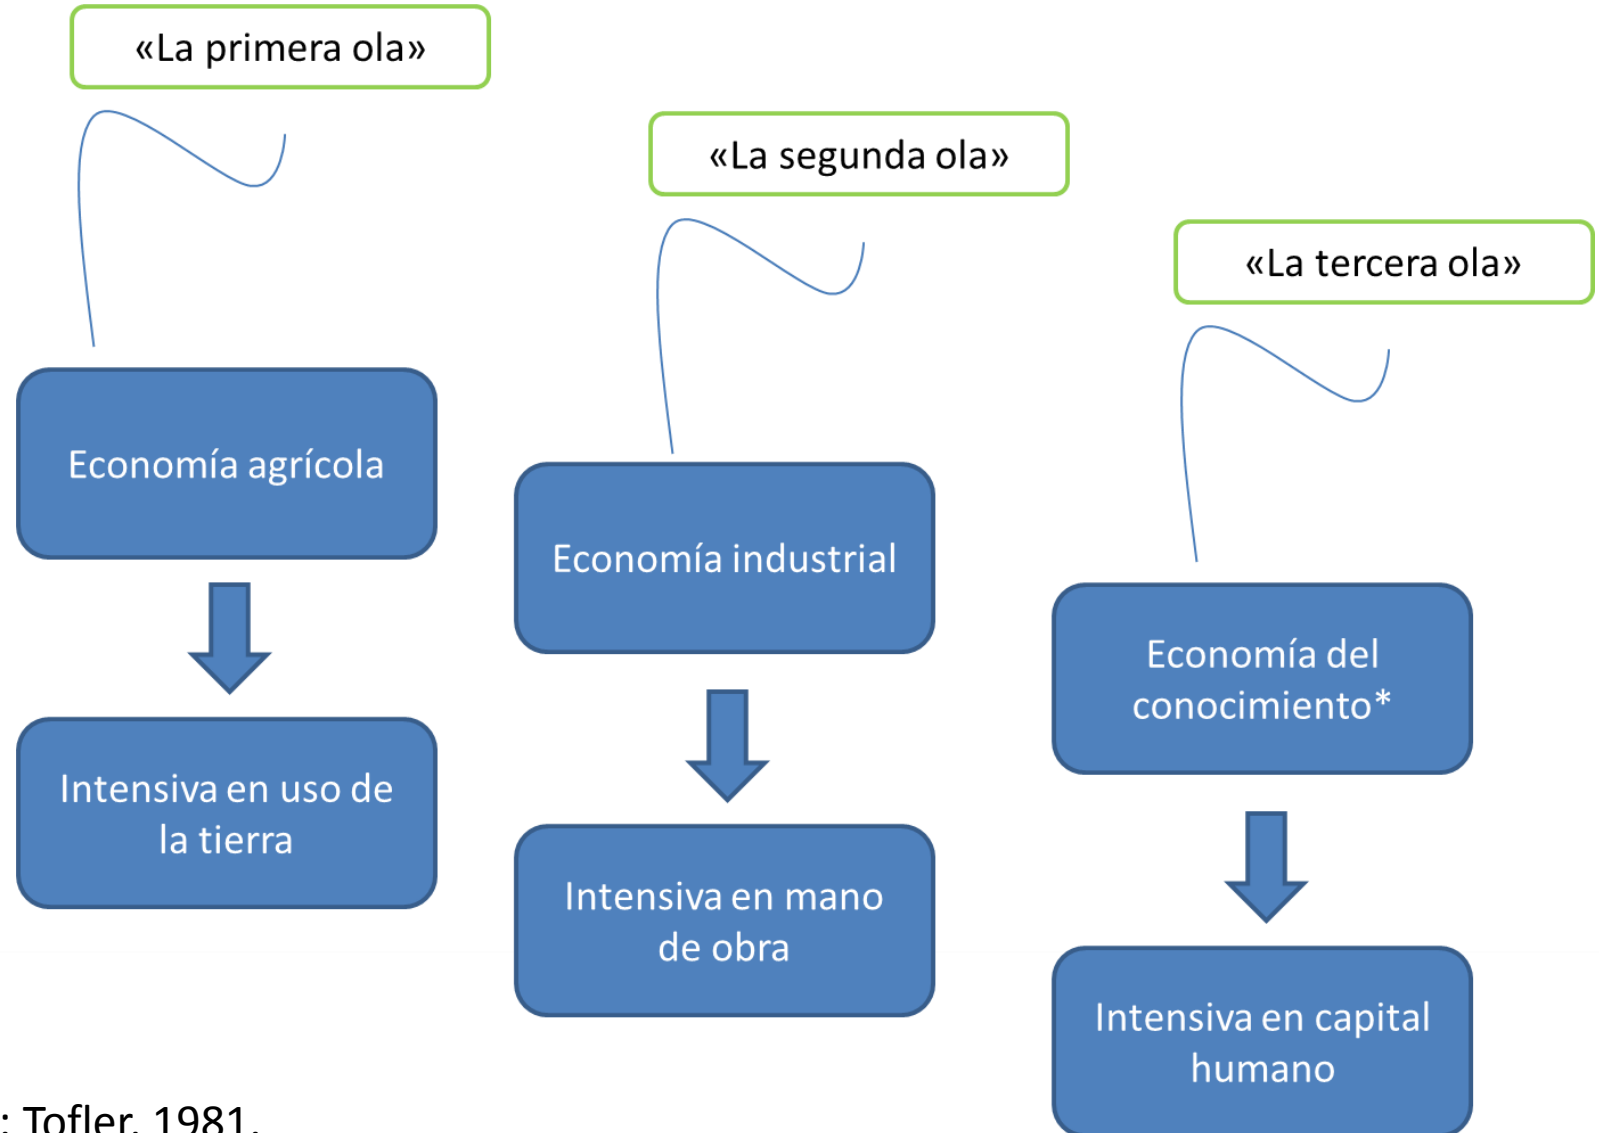 «La primera ola»
«La segunda ola»
«La tercera ola»
Economía agrícola
Economía industrial
Economía del
conocimiento*
Intensiva en uso de
la tierra
Intensiva en mano
de obra
Intensiva en capital
humano
: Tofler, 1981.